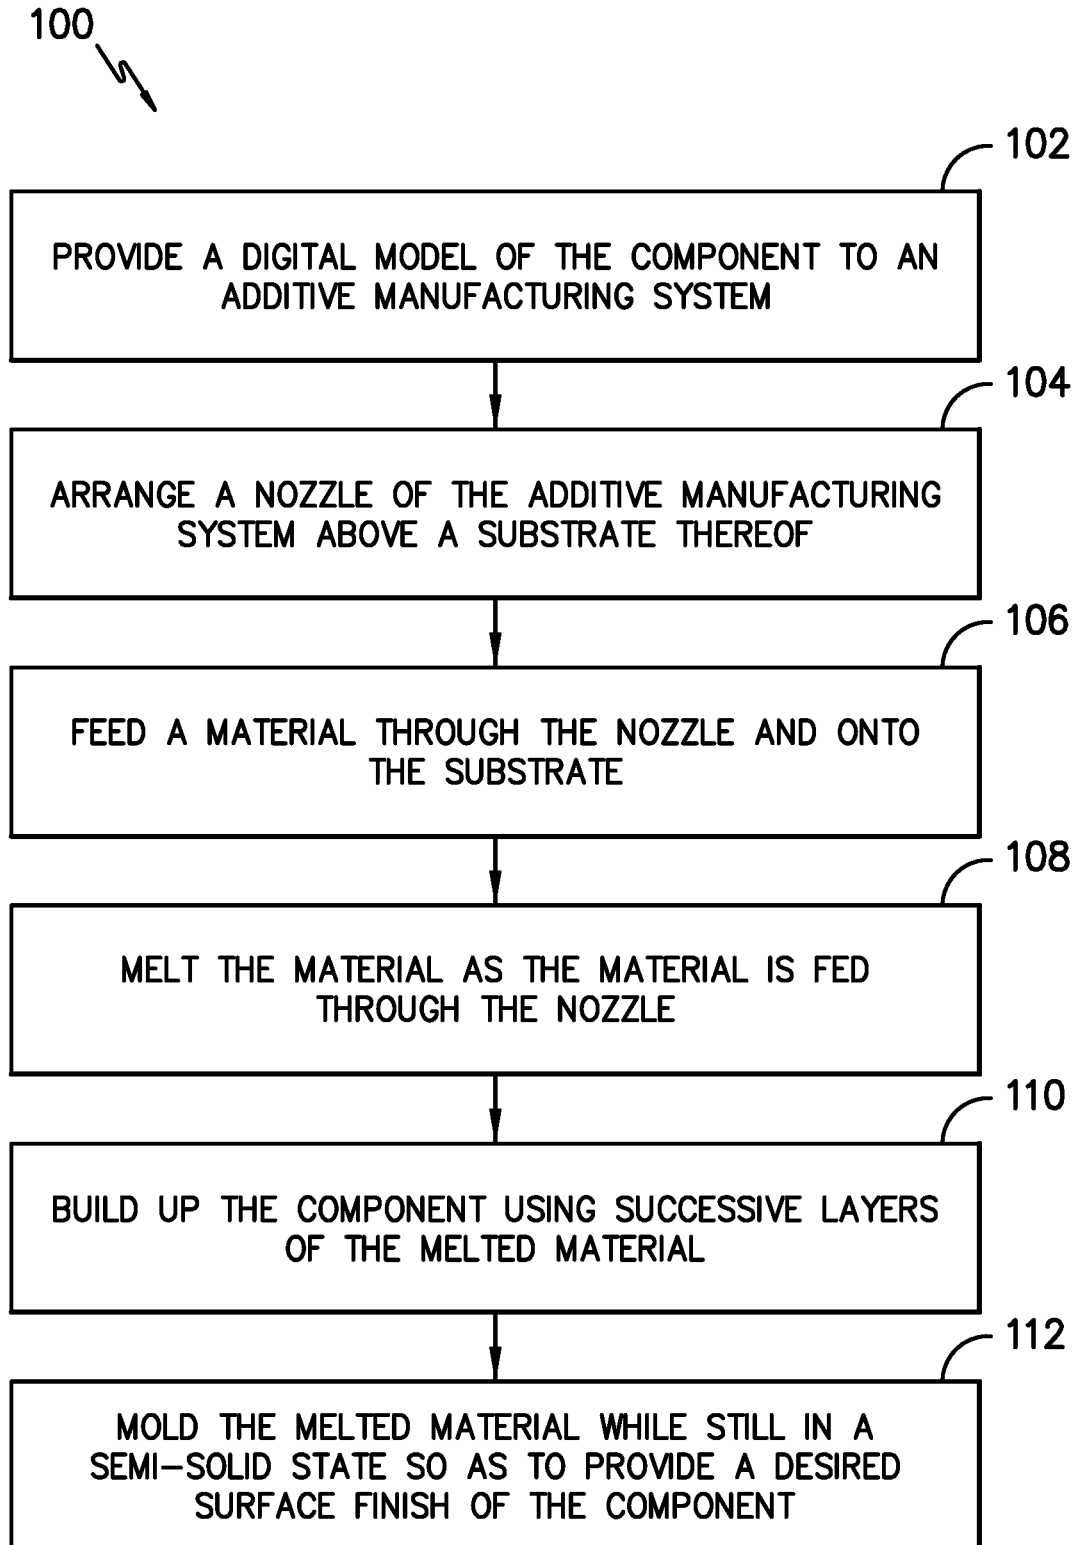 100
102
PROVIDE A DIGITAL MODEL OF THE COMPONENT TO AN
ADDITIVE MANUFACTURING SYSTEM
104
ARRANGE A NOZZLE OF THE ADDITIVE MANUFACTURING
SYSTEM ABOVE A SUBSTRATE THEREOF
106
FEED A MATERIAL THROUGH THE NOZZLE AND ONTO
THE SUBSTRATE
108
MELT THE MATERIAL AS THE MATERIAL IS FED
THROUGH THE NOZZLE
110
BUILD UP THE COMPONENT USING SUCCESSIVE LAYERS
OF THE MELTED MATERIAL
112
MOLD THE MELTED MATERIAL WHILE STILL IN A
SEMI-SOLID STATE SO AS TO PROVIDE A DESIRED
SURFACE FINISH OF THE COMPONENT